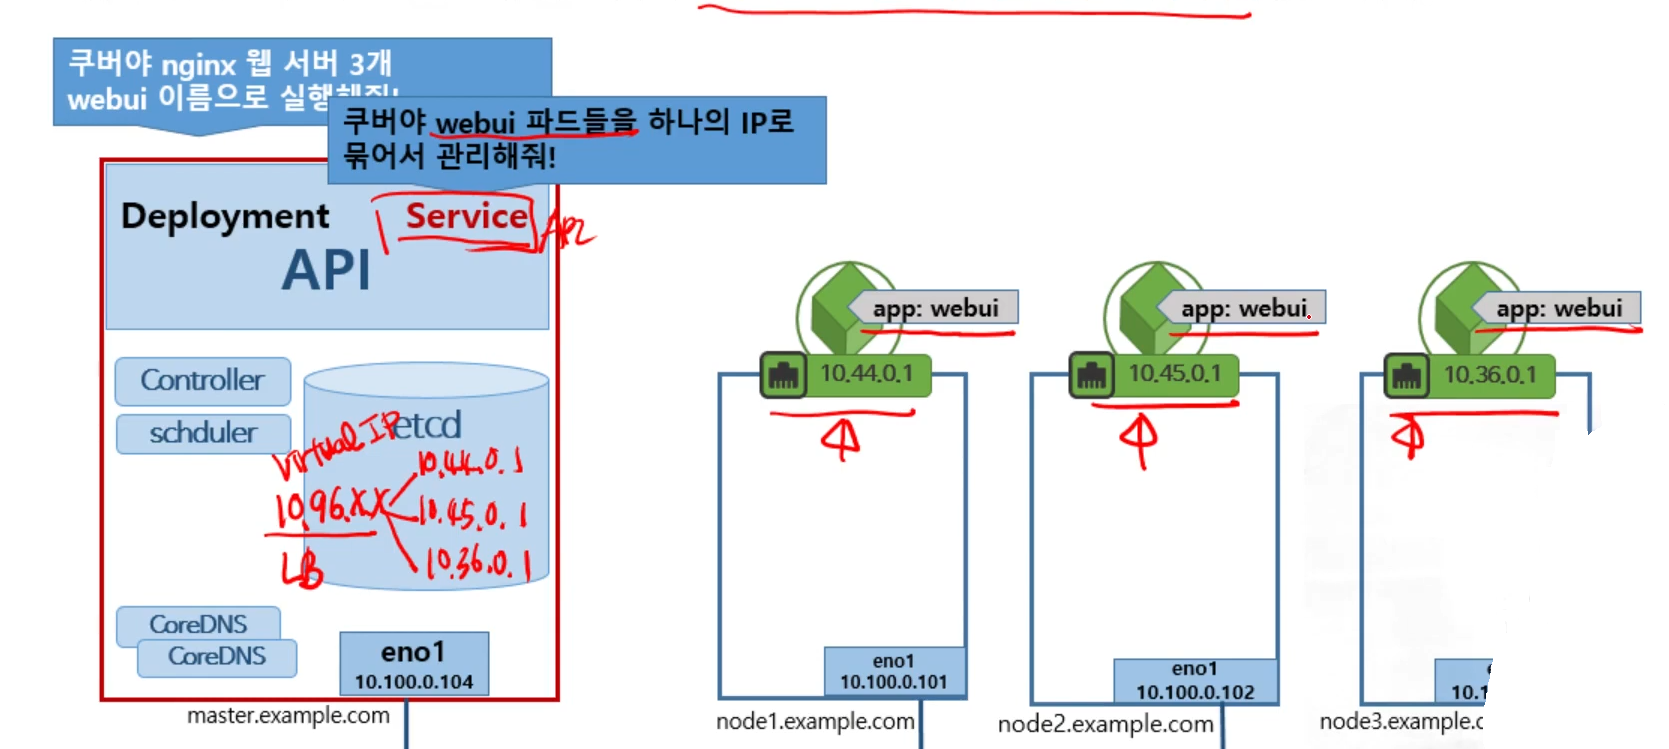 쿠버야 nginx 웹 서버 3개
webui 이름으로 실행해줘!
쿠버야 webui 파드들을 하나의 IP로
묶어서 관리해줘!
Deployment
Service
API
API
Controller
schduler
etcd
Virtual IP
10.96.X.X
LB
10.44.0.1
10.45.0.1
10.36.0.1
CoreDNS
CoreDNS
eno1
10.100.0.104
master.example.com
app: webui
10.44.0.1
eno1
10.100.0.101
node1.example.com
app: webui
10.45.0.1
eno1
10.100.0.102
node2.example.com
app: webui
10.36.0.1
node3.example.